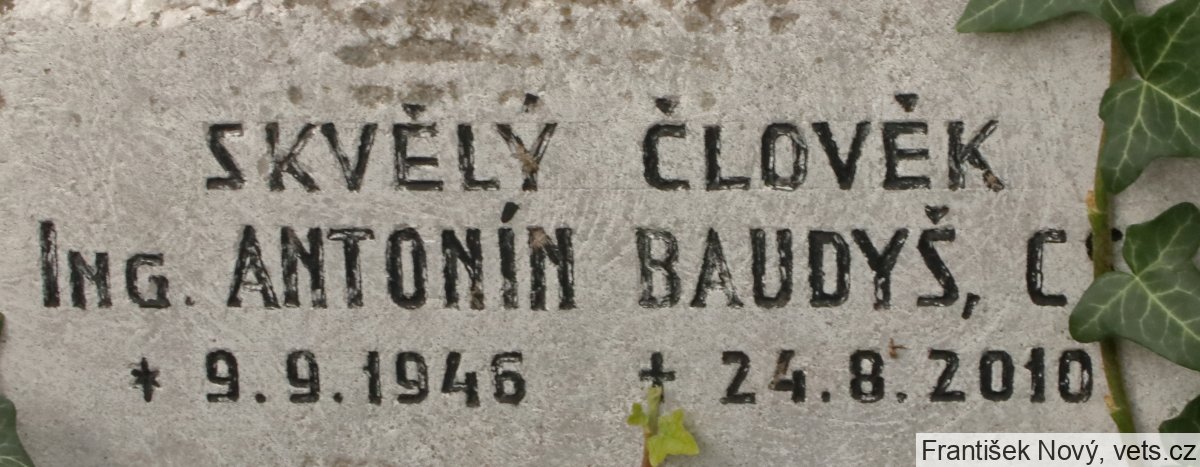 SKVĚLÝ ČLOVĚK
ING. ANTONÍN BAUDYŠ,
* 9.9.1946 + 24.8.2010
František Nový, vets.cz